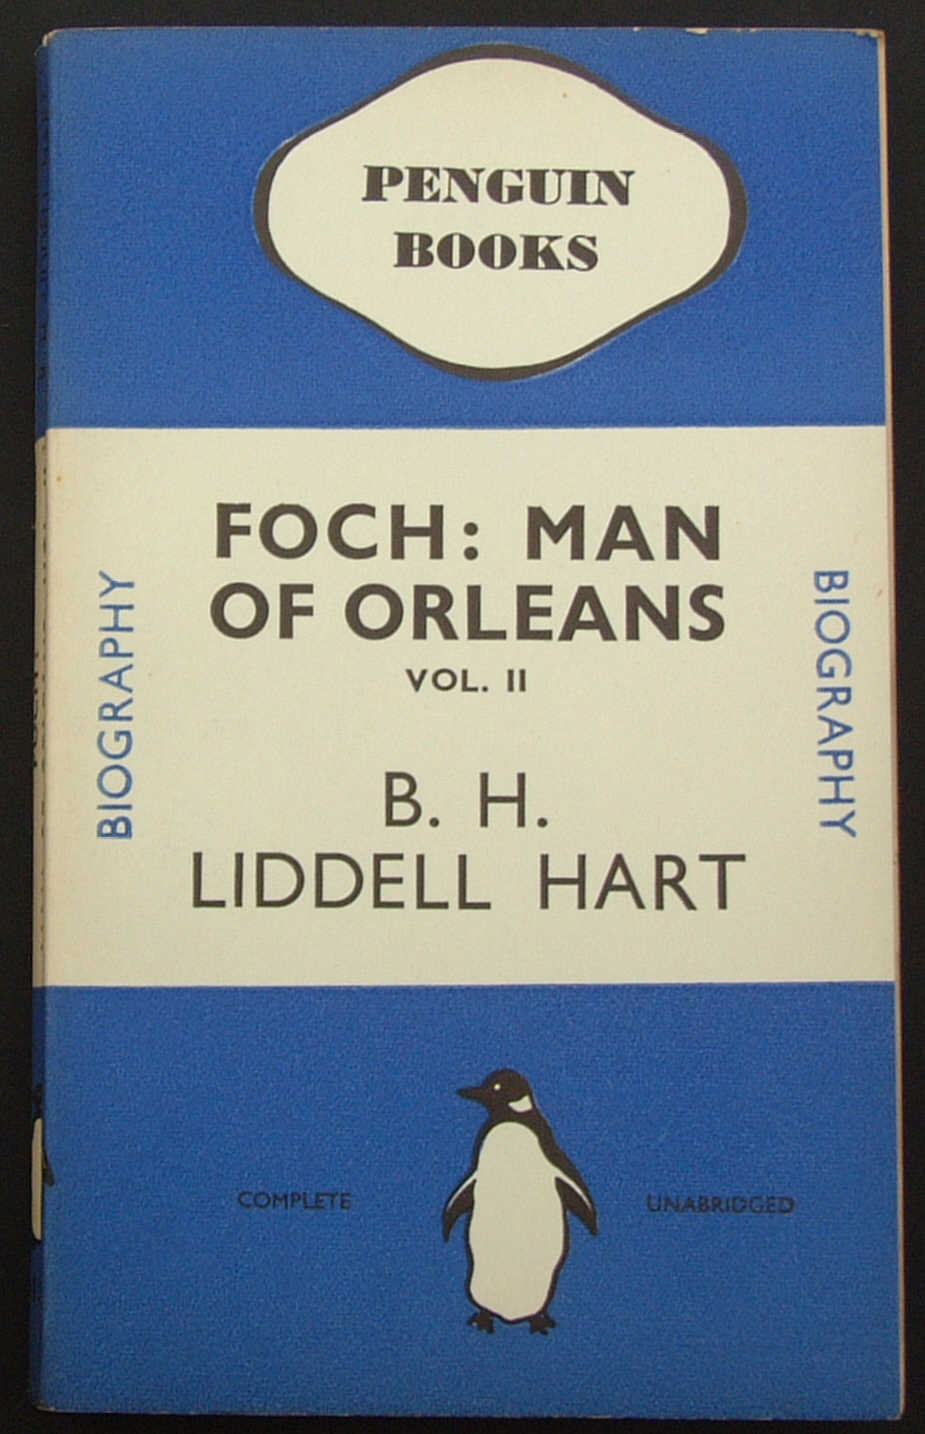 PENGUIN
BOOKS
FOCH: MAN
OF ORLEANS
VOL. II
BIOGRAPHY
BIOGRAPHY
B. H.
LIDDELL HART
COMPLETE
UNABRIDGED